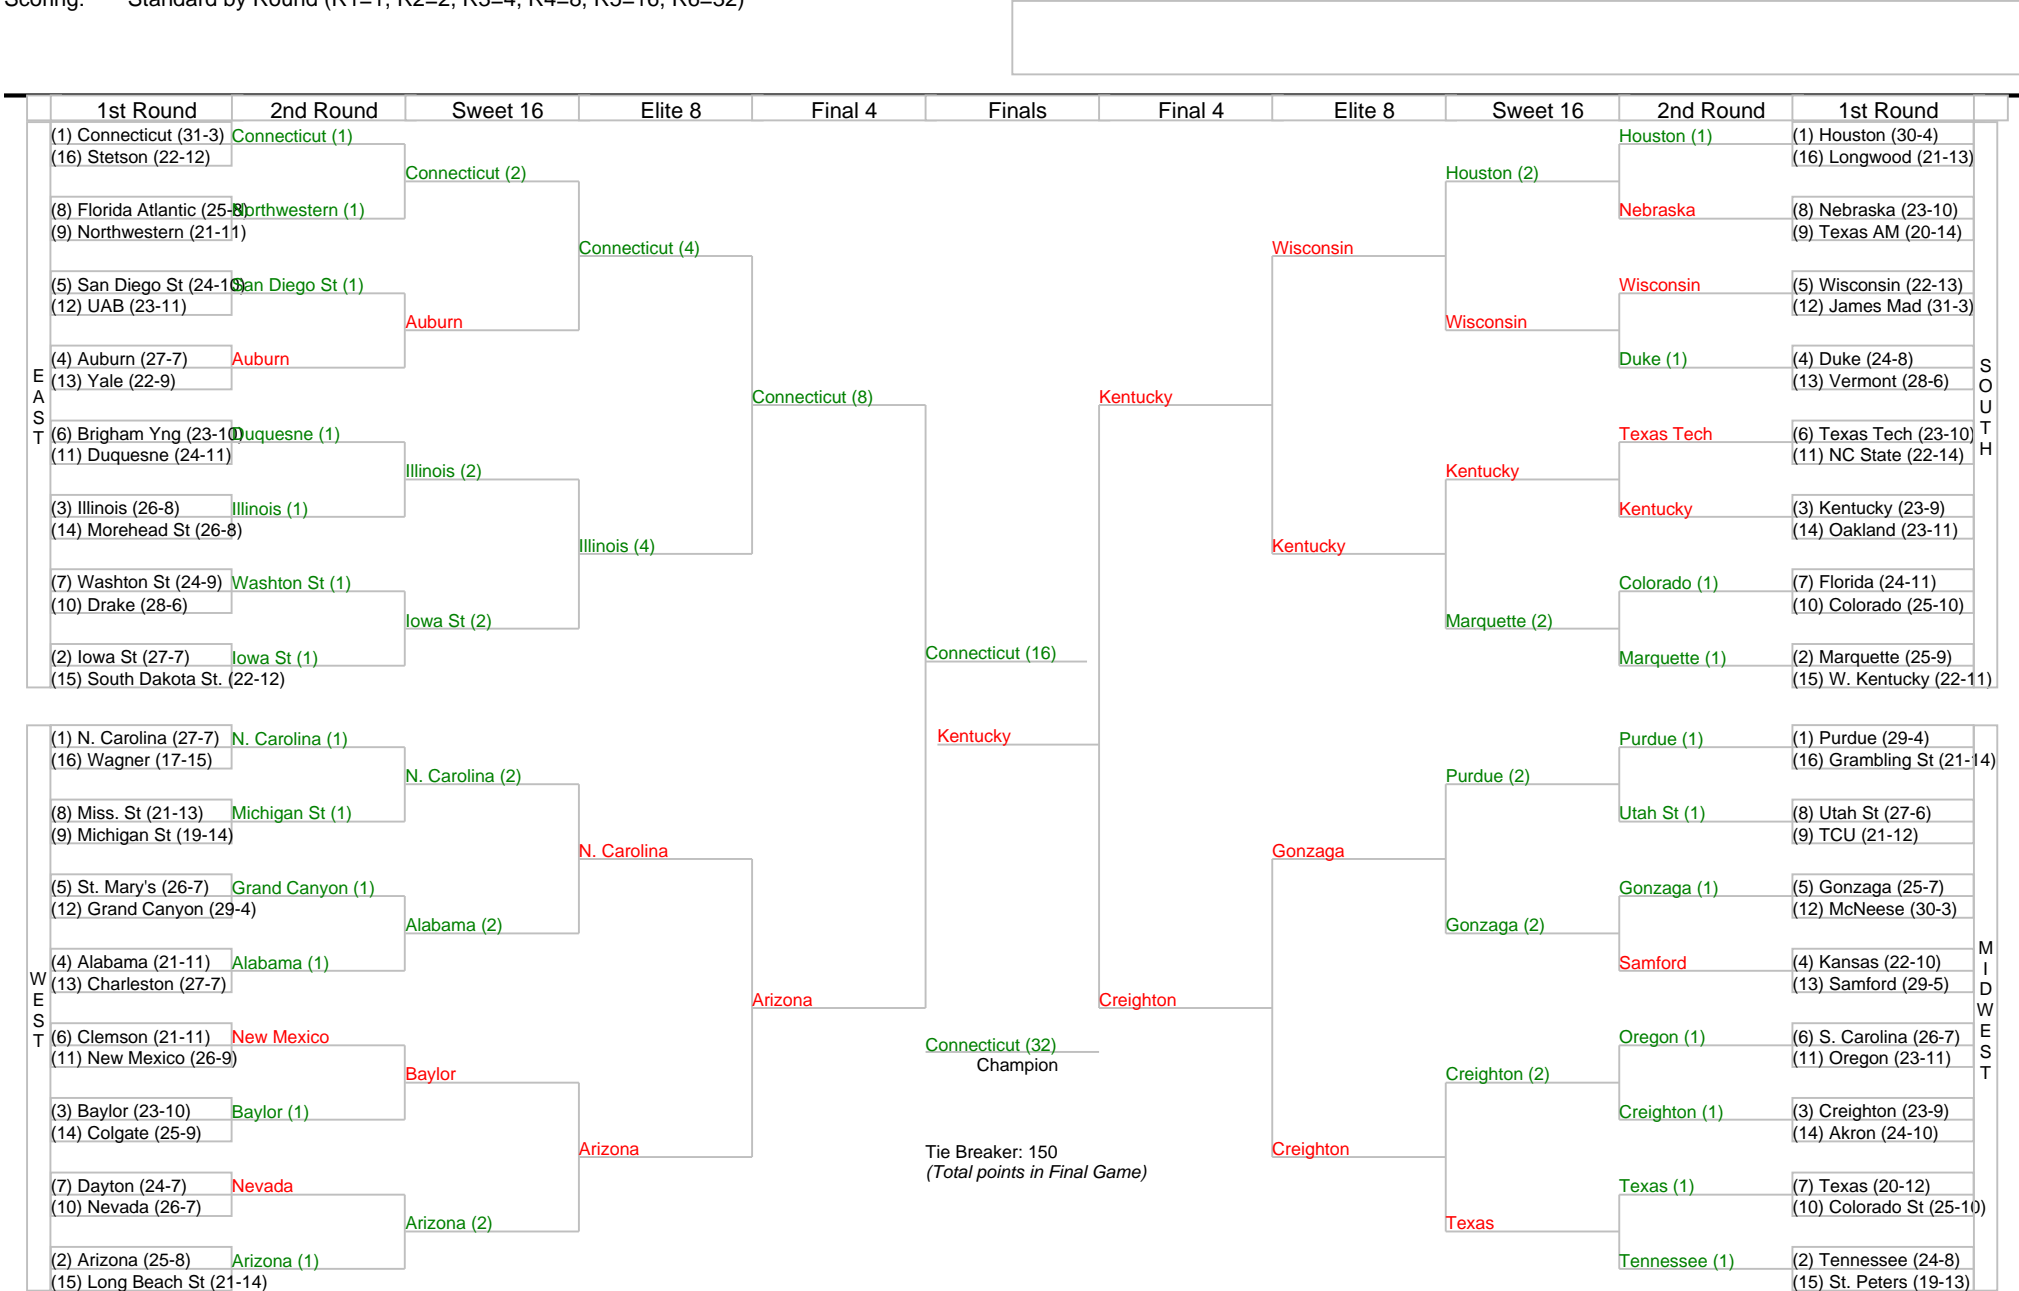 Scoring: Standard by Round (R1=1, R2=2, R3=4, R4=8, R5=16, R6=32)
1st Round 2nd Round Sweet 16 Elite 8 Final 4 Finals Final 4 Elite 8 Sweet 16 2nd Round 1st Round
EAST
(1) Connecticut (31-3)
(16) Stetson (22-12)
(8) Florida Atlantic (25-8)
(9) Northwestern (21-11)
(5) San Diego St (24-10)
(12) UAB (23-11)
(4) Auburn (27-7)
(13) Yale (22-9)
(6) Brigham Yng (23-10)
(11) Duquesne (24-11)
(3) Illinois (26-8)
(14) Morehead St (26-8)
(7) Washton St (24-9)
(10) Drake (28-6)
(2) Iowa St (27-7)
(15) South Dakota St. (22-12)
Connecticut (1)
Northwestern (1)
San Diego St (1)
Auburn
Duquesne (1)
Illinois (1)
Washton St (1)
Iowa St (1)
Connecticut (2)
Auburn
Illinois (2)
Iowa St (2)
Connecticut (4)
Illinois (4)
Connecticut (8)
WEST
(1) N. Carolina (27-7)
(16) Wagner (17-15)
(8) Miss. St (21-13)
(9) Michigan St (19-14)
(5) St. Mary's (26-7)
(12) Grand Canyon (29-4)
(4) Alabama (21-11)
(13) Charleston (27-7)
(6) Clemson (21-11)
(11) New Mexico (26-9)
(3) Baylor (23-10)
(14) Colgate (25-9)
(7) Dayton (24-7)
(10) Nevada (26-7)
(2) Arizona (25-8)
(15) Long Beach St (21-14)
N. Carolina (1)
Michigan St (1)
Grand Canyon (1)
Alabama (1)
New Mexico
Baylor (1)
Nevada
Arizona (1)
N. Carolina (2)
Alabama (2)
Baylor
Arizona (2)
N. Carolina
Arizona
Arizona
Connecticut (16)
Kentucky
Connecticut (32)
Champion
Tie Breaker: 150
(Total points in Final Game)
Kentucky
Wisconsin
Kentucky
Houston (2)
Wisconsin
Kentucky
Marquette (2)
Houston (1)
Nebraska
Wisconsin
Duke (1)
Texas Tech
Kentucky
Colorado (1)
Marquette (1)
(1) Houston (30-4)
(16) Longwood (21-13)
(8) Nebraska (23-10)
(9) Texas AM (20-14)
(5) Wisconsin (22-13)
(12) James Mad (31-3)
(4) Duke (24-8)
(13) Vermont (28-6)
(6) Texas Tech (23-10)
(11) NC State (22-14)
(3) Kentucky (23-9)
(14) Oakland (23-11)
(7) Florida (24-11)
(10) Colorado (25-10)
(2) Marquette (25-9)
(15) W. Kentucky (22-11)
SOUTH
Creighton
Gonzaga
Creighton
Purdue (2)
Gonzaga (2)
Creighton (2)
Texas
Purdue (1)
Utah St (1)
Gonzaga (1)
Samford
Oregon (1)
Creighton (1)
Texas (1)
Tennessee (1)
(1) Purdue (29-4)
(16) Grambling St (21-14)
(8) Utah St (27-6)
(9) TCU (21-12)
(5) Gonzaga (25-7)
(12) McNeese (30-3)
(4) Kansas (22-10)
(13) Samford (29-5)
(6) S. Carolina (26-7)
(11) Oregon (23-11)
(3) Creighton (23-9)
(14) Akron (24-10)
(7) Texas (20-12)
(10) Colorado St (25-10)
(2) Tennessee (24-8)
(15) St. Peters (19-13)
MIDWEST